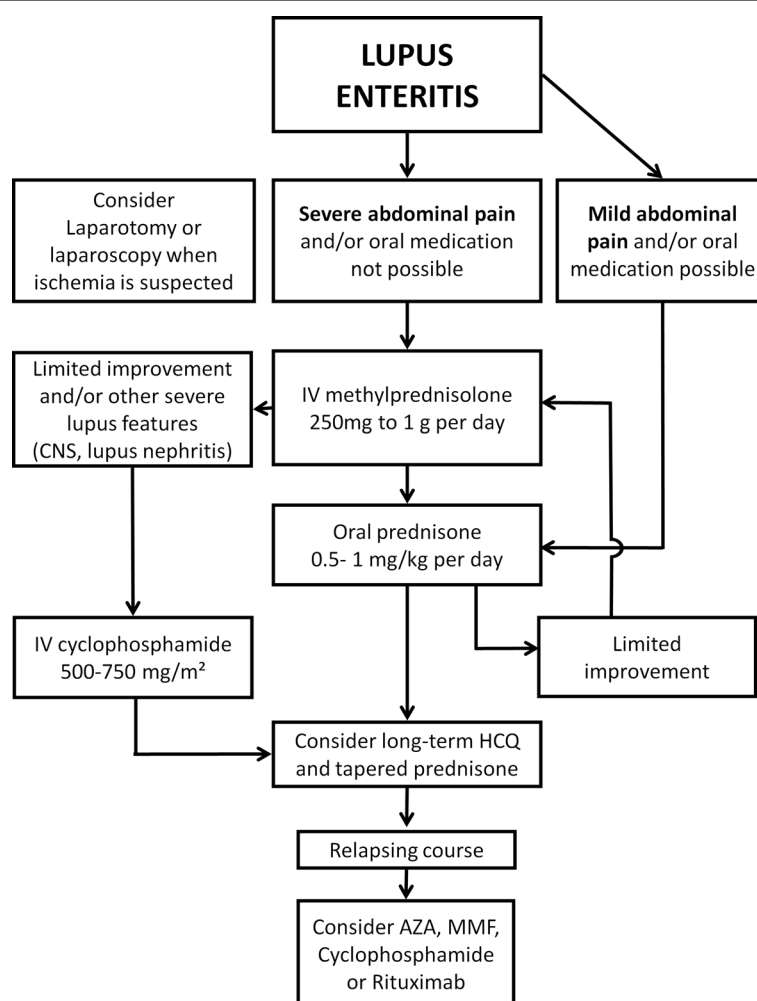 LUPUS
ENTERITIS
Consider
Laparotomy or
laparoscopy when
ischemia is suspected
Severe abdominal pain
and/or oral medication
not possible
Mild abdominal
pain and/or oral
medication possible
Limited improvement
and/or other severe
lupus features
(CNS, lupus nephritis)
IV methylprednisolone
250mg to 1 g per day
Oral prednisone
0.5- 1 mg/kg per day
IV cyclophosphamide
500-750 mg/m²
Limited
improvement
Consider long-term HCQ
and tapered prednisone
Relapsing course
Consider AZA, MMF,
Cyclophosphamide
or Rituximab